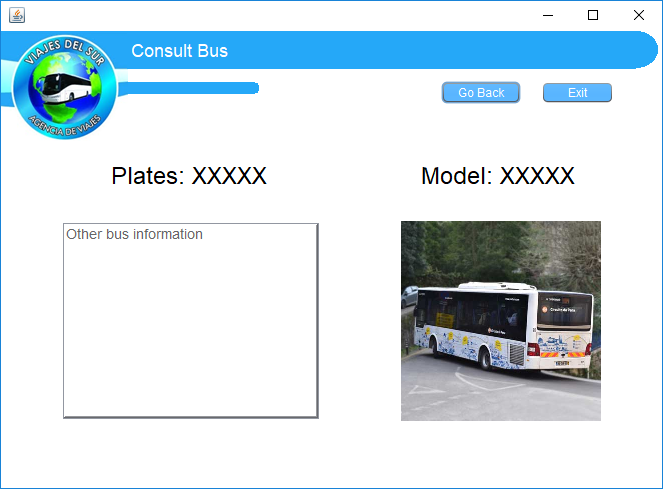 Consult Bus
VIAJES DEL SUR
AGENCIA DE VIAJES
Go Back
Exit
Plates: XXXXX
Model: XXXXX
Other bus information